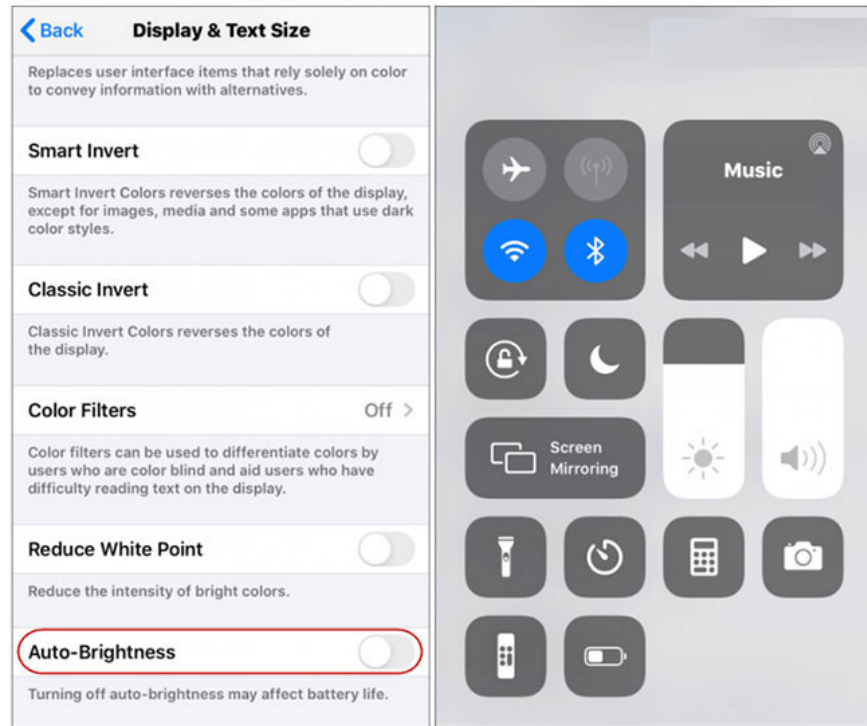 Back
Display & Text Size
Replaces user interface items that rely solely on color
to convey information with alternatives.
Smart Invert
Smart Invert Colors reverses the colors of the display,
except for images, media and some apps that use dark
color styles.
Classic Invert
Classic Invert Colors reverses the colors of
the display.
Color Filters Off
Color filters can be used to differentiate colors by
users who are color blind and aid users who have
difficulty reading text on the display.
Reduce White Point
Reduce the intensity of bright colors.
Auto-Brightness
Turning off auto-brightness may affect battery life.
Music
Screen
Mirroring